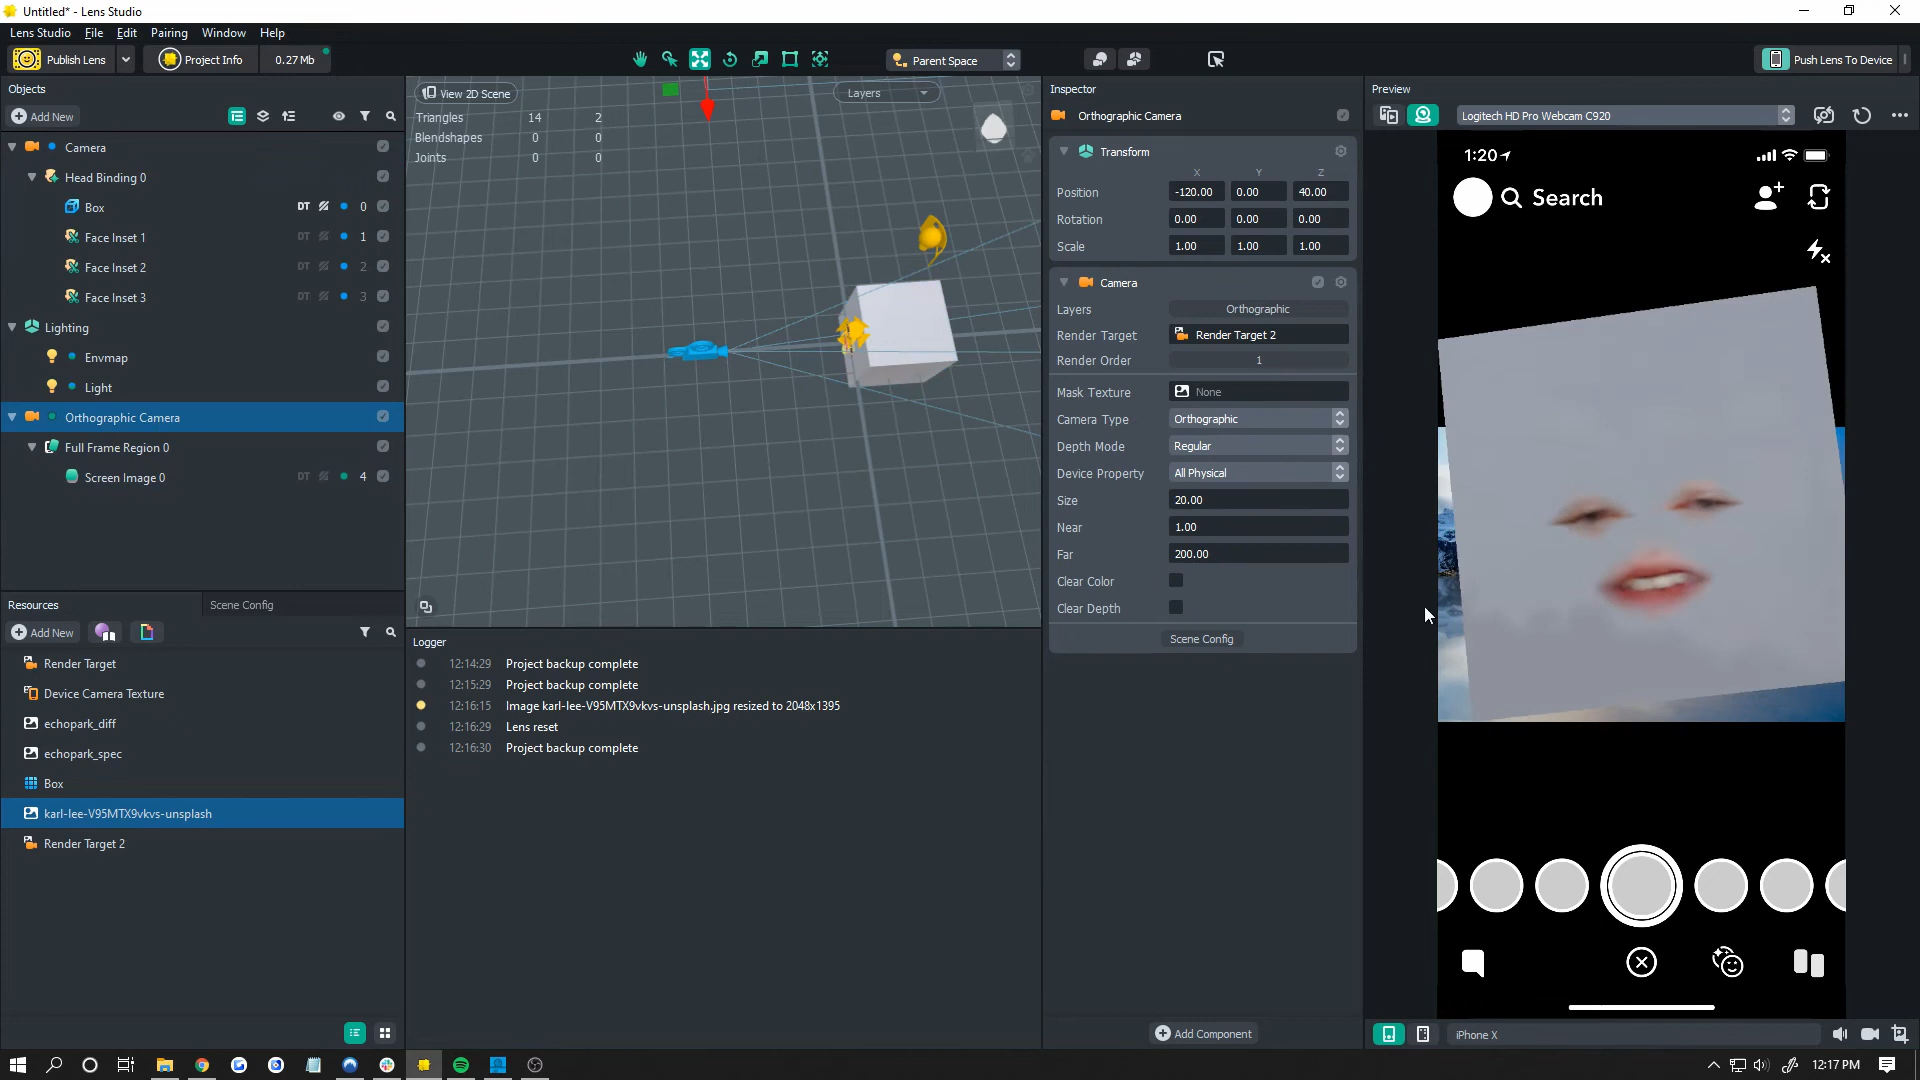 Untitled* - Lens Studio
Lens Studio File Edit Pairing Window Help
Publish Lens Project Info 0.27 Mb Parent Space Push Lens To Device
Objects
Add New
Camera
Head Binding 0
Box DT 0
Face Inset 1 DT 1
Face Inset 2 DT 2
Face Inset 3 DT 3
Lighting
Envmap
Light
Orthographic Camera
Full Frame Region 0
Screen Image 0 DT 4
Resources Scene Config
Add New
Render Target
Device Camera Texture
echopark_diff
echopark_spec
Box
karl-lee-V95MTX9vkvs-unsplash
Render Target 2
View 2D Scene Layers
Triangles 14 2
Blendshapes 0 0
Joints 0 0
Logger
12:14:29 Project backup complete
12:15:29 Project backup complete
12:16:15 Image karl-lee-V95MTX9vkvs-unsplash.jpg resized to 2048x1395
12:16:29 Lens reset
12:16:30 Project backup complete
Inspector
Orthographic Camera
Transform
X Y Z
Position -120.00 0.00 40.00
Rotation 0.00 0.00 0.00
Scale 1.00 1.00 1.00
Camera
Layers Orthographic
Render Target Render Target 2
Render Order 1
Mask Texture None
Camera Type Orthographic
Depth Mode Regular
Device Property All Physical
Size 20.00
Near 1.00
Far 200.00
Clear Color
Clear Depth
Scene Config
Add Component
Preview
Logitech HD Pro Webcam C920
1:20
Search
iPhone X
12:17 PM